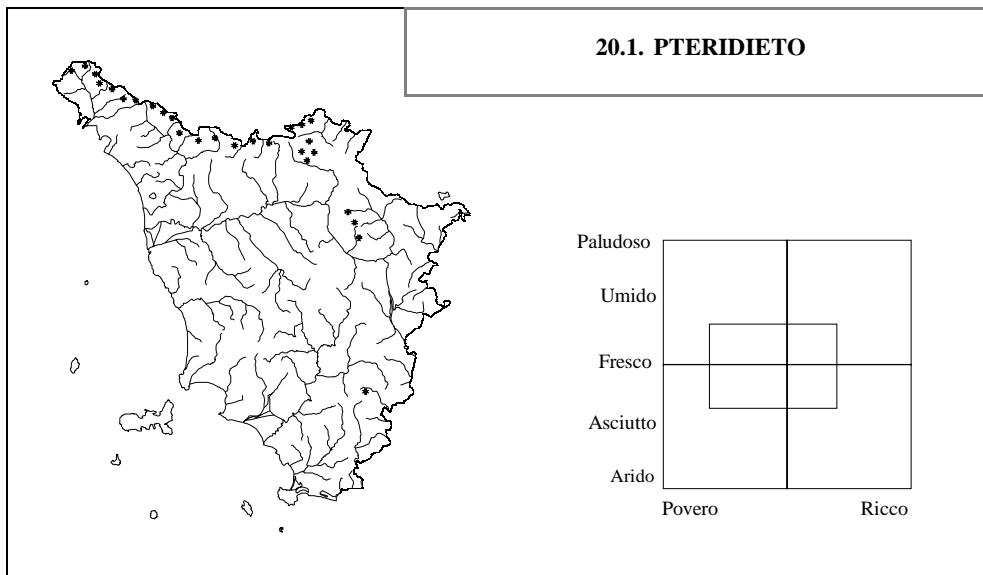 20.1. PTERIDIETO
Paludoso
Umido
Fresco
Asciutto
Arido
Povero Ricco